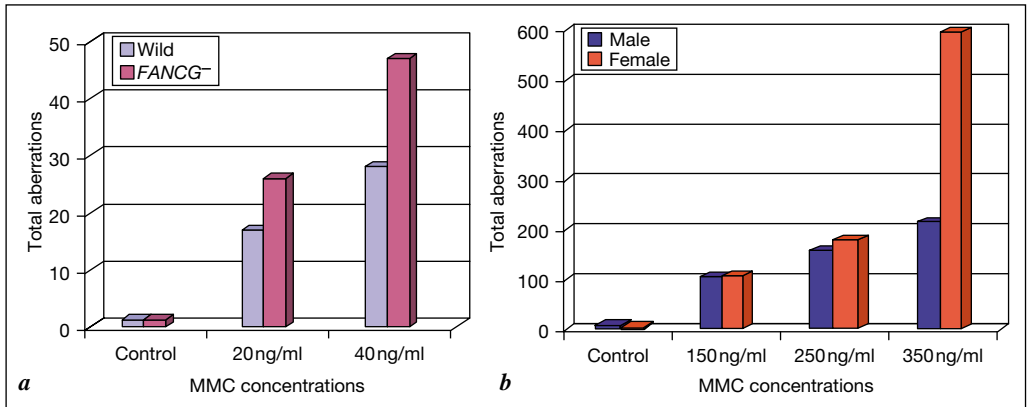 50
40
30
20
10
0
Total aberrations
Wild
FANCG–
Control
20 ng/ml
40 ng/ml
MMC concentrations
a
600
500
400
300
200
100
0
Total aberrations
Male
Female
Control
150 ng/ml
250 ng/ml
350 ng/ml
MMC concentrations
b